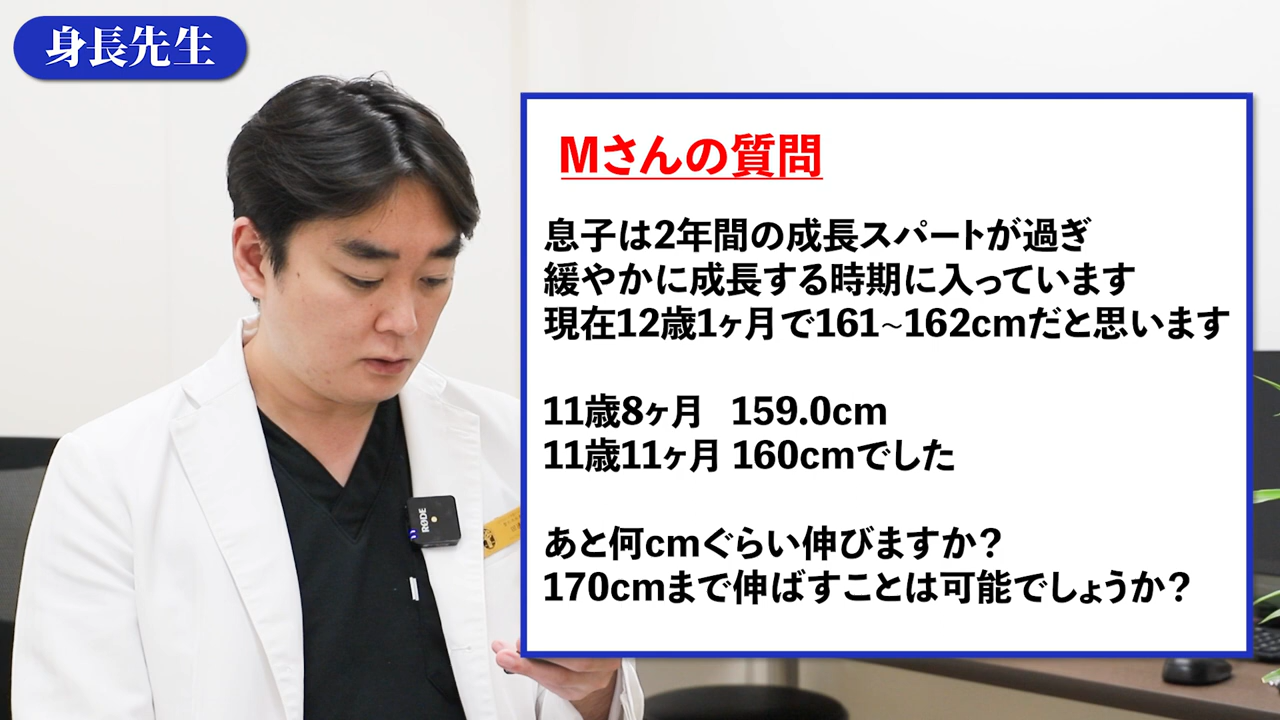 身長先生
Mさんの質問
息子は2年間の成長スパートが過ぎ
緩やかに成長する時期に入っています
現在12歳1ヶ月で161~162cmだと思います
11歳8ヶ月 159.0cm
11歳11ヶ月 160cmでした
あと何cmぐらい伸びますか?
170cmまで伸ばすことは可能でしょうか?
RØDE